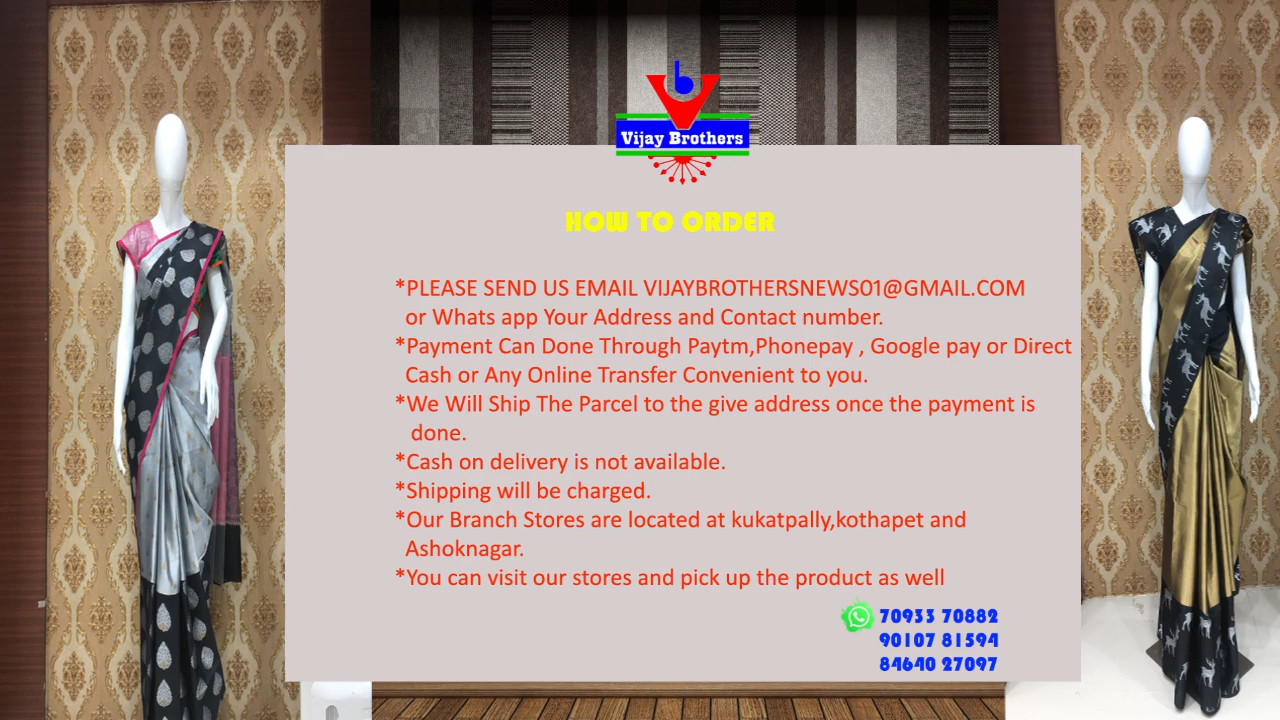 b
Vijay Brothers
HOW TO ORDER
*PLEASE SEND US EMAIL VIJAYBROTHERSNEWS01@GMAIL.COM
or Whats app Your Address and Contact number.
*Payment Can Done Through Paytm,Phonepay , Google pay or Direct
Cash or Any Online Transfer Convenient to you.
*We Will Ship The Parcel to the give address once the payment is
done.
*Cash on delivery is not available.
*Shipping will be charged.
*Our Branch Stores are located at kukatpally,kothapet and
Ashoknagar.
*You can visit our stores and pick up the product as well
70933 70882
90107 81594
84640 27097